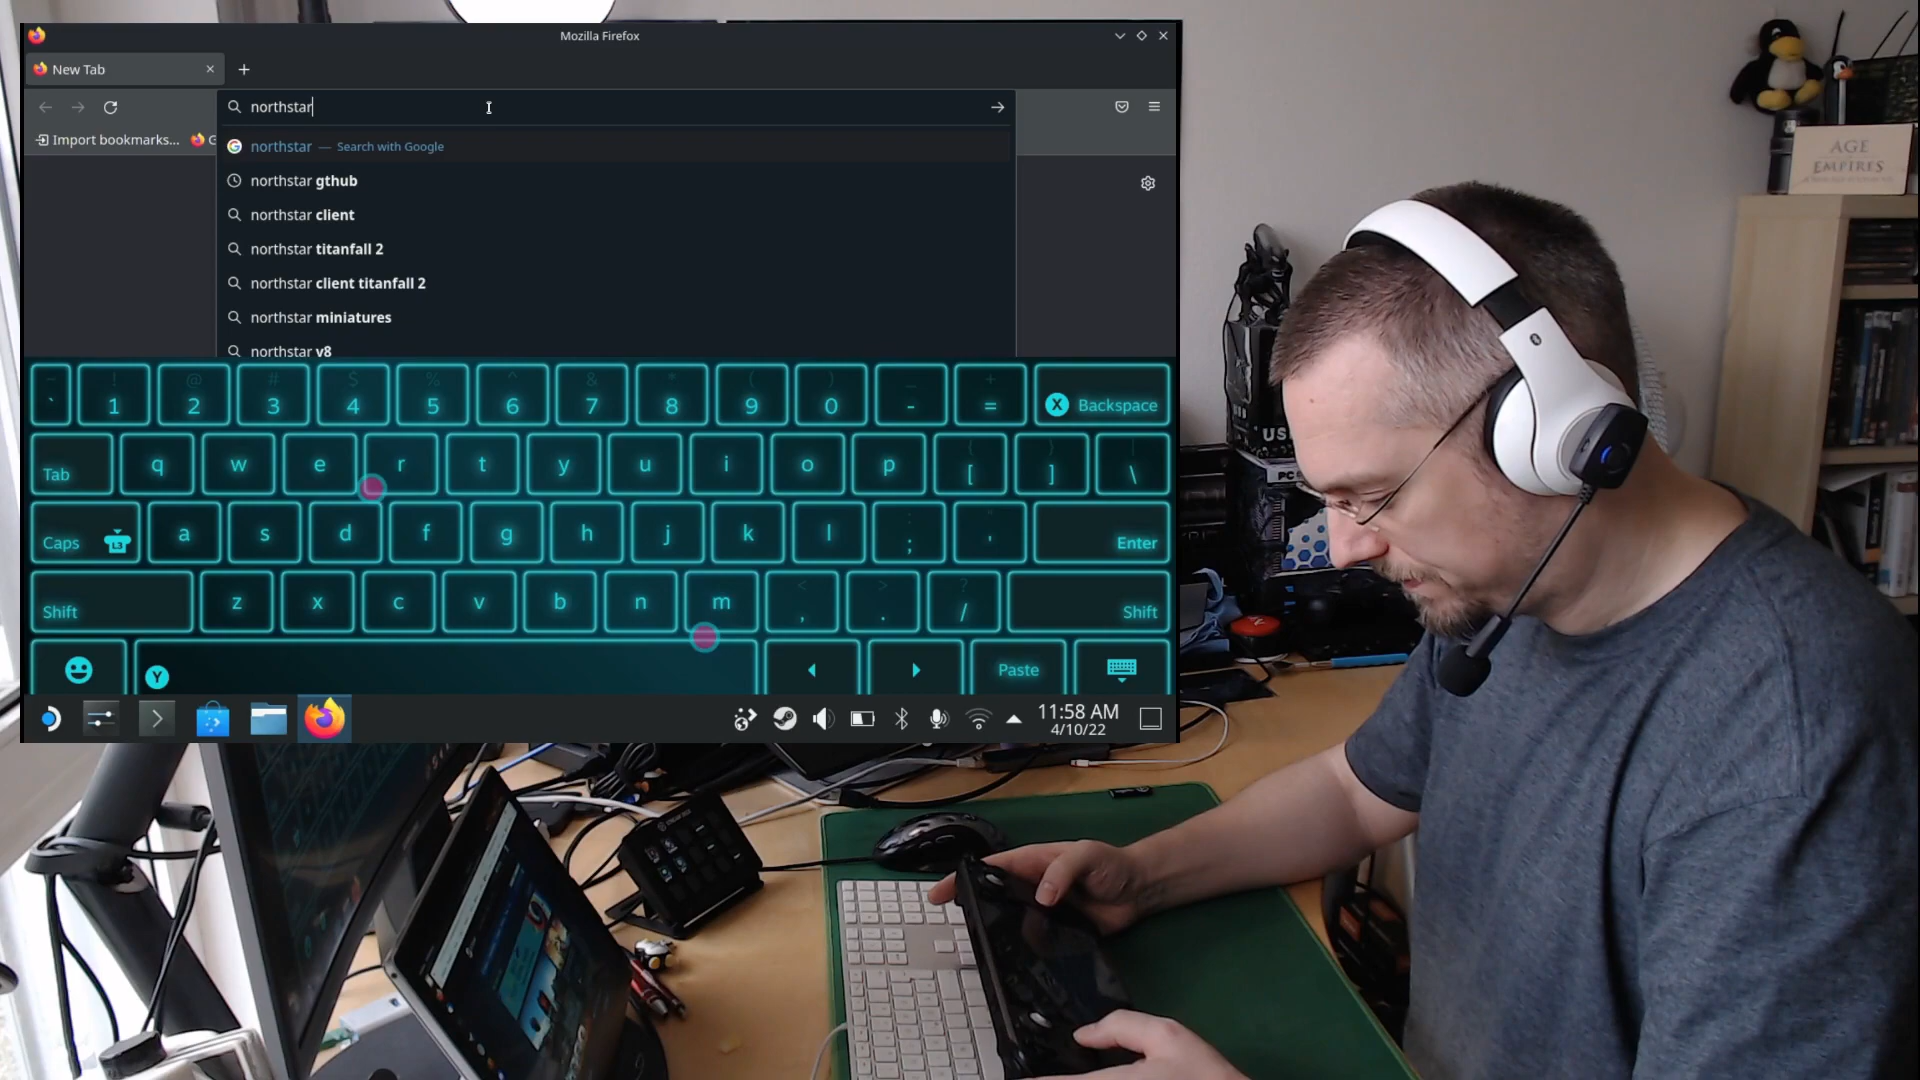 Mozilla Firefox
New Tab
northstar
Import bookmarks...
G
northstar — Search with Google
northstar gthub
northstar client
northstar titanfall 2
northstar client titanfall 2
northstar miniatures
northstar v8
~ ! @ # $ % ^ & * ( ) _ +
` 1 2 3 4 5 6 7 8 9 0 - = X Backspace
{ } |
Tab q w e r t y u i o p [ ] \
: "
Caps L3 a s d f g h j k l ; ' Enter
< > ?
Shift z x c v b n m , . / Shift
Y Paste
11:58 AM
4/10/22
AGE
OF
EMPIRES